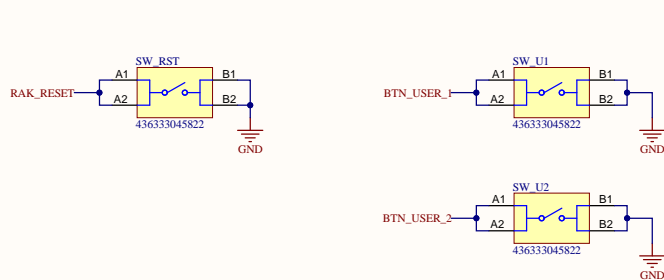 SW_RST
A1 B1
RAK_RESET
A2 B2
436333045822
GND
SW_U1
A1 B1
BTN_USER_1
A2 B2
436333045822
GND
SW_U2
A1 B1
BTN_USER_2
A2 B2
436333045822
GND